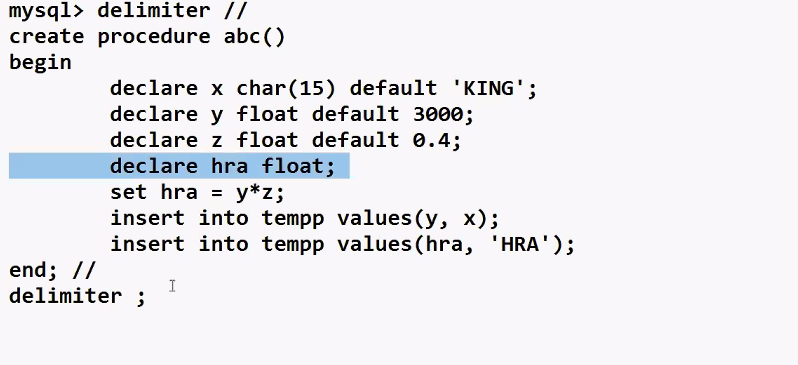 mysql> delimiter //
create procedure abc()
begin
declare x char(15) default 'KING';
declare y float default 3000;
declare z float default 0.4;
declare hra float;
set hra = y*z;
insert into tempp values(y, x);
insert into tempp values(hra, 'HRA');
end; //
delimiter ;